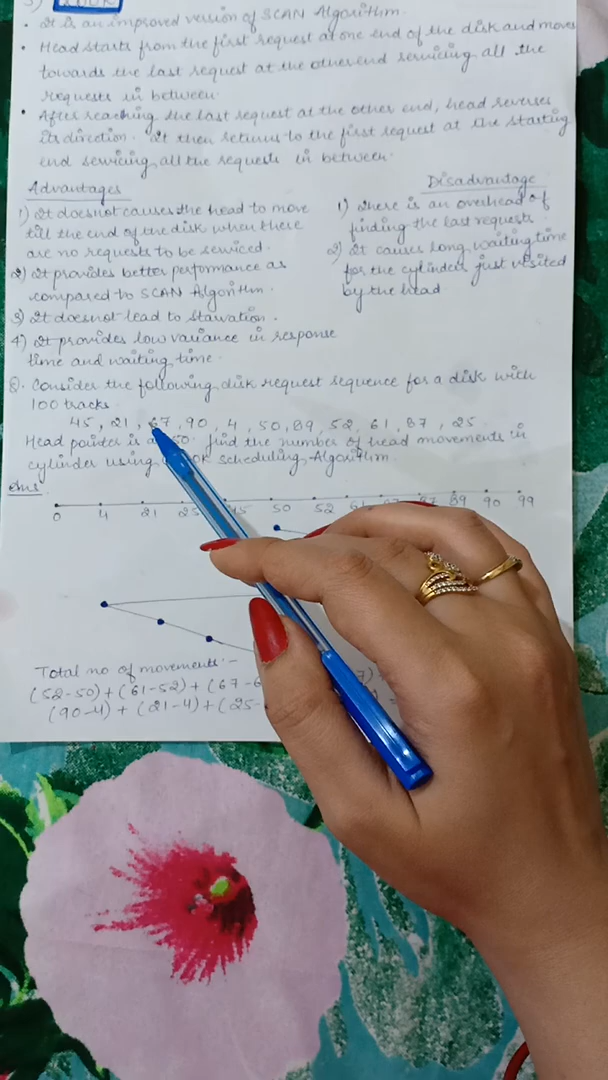 5) LOOK
• It is an improved version of SCAN Algorithm.
• Head starts from the first request at one end of the disk and moves
towards the last request at the other end servicing all the
requests in between.
• After reaching the last request at the other end, head reverses
its direction. It then returns to the first request at the starting
end servicing all the requests in between.
Advantages
1) It doesnot causes the head to move
till the end of the disk when there
are no requests to be serviced.
2) It provides better performance as
compared to SCAN Algorithm.
3) It doesnot lead to starvation.
4) It provides low variance in response
time and waiting time.
Disadvantage
1) There is an overhead of
finding the last requests.
2) It causes long waiting time
for the cylinders just visited
by the head
Q. Consider the following disk request sequence for a disk with
100 tracks
45, 21, 67, 90, 4, 50, 89, 52, 61, 87, 25
Head pointer is at 50. find the number of head movements in
cylinder using LOOK scheduling Algorithm.
Ans.
0 4 21 25 45 50 52 61 67 87 89 90 99
Total no of movements :-
(52-50) + (61-52) + (67-6
(90-4) + (21-4) + (25-